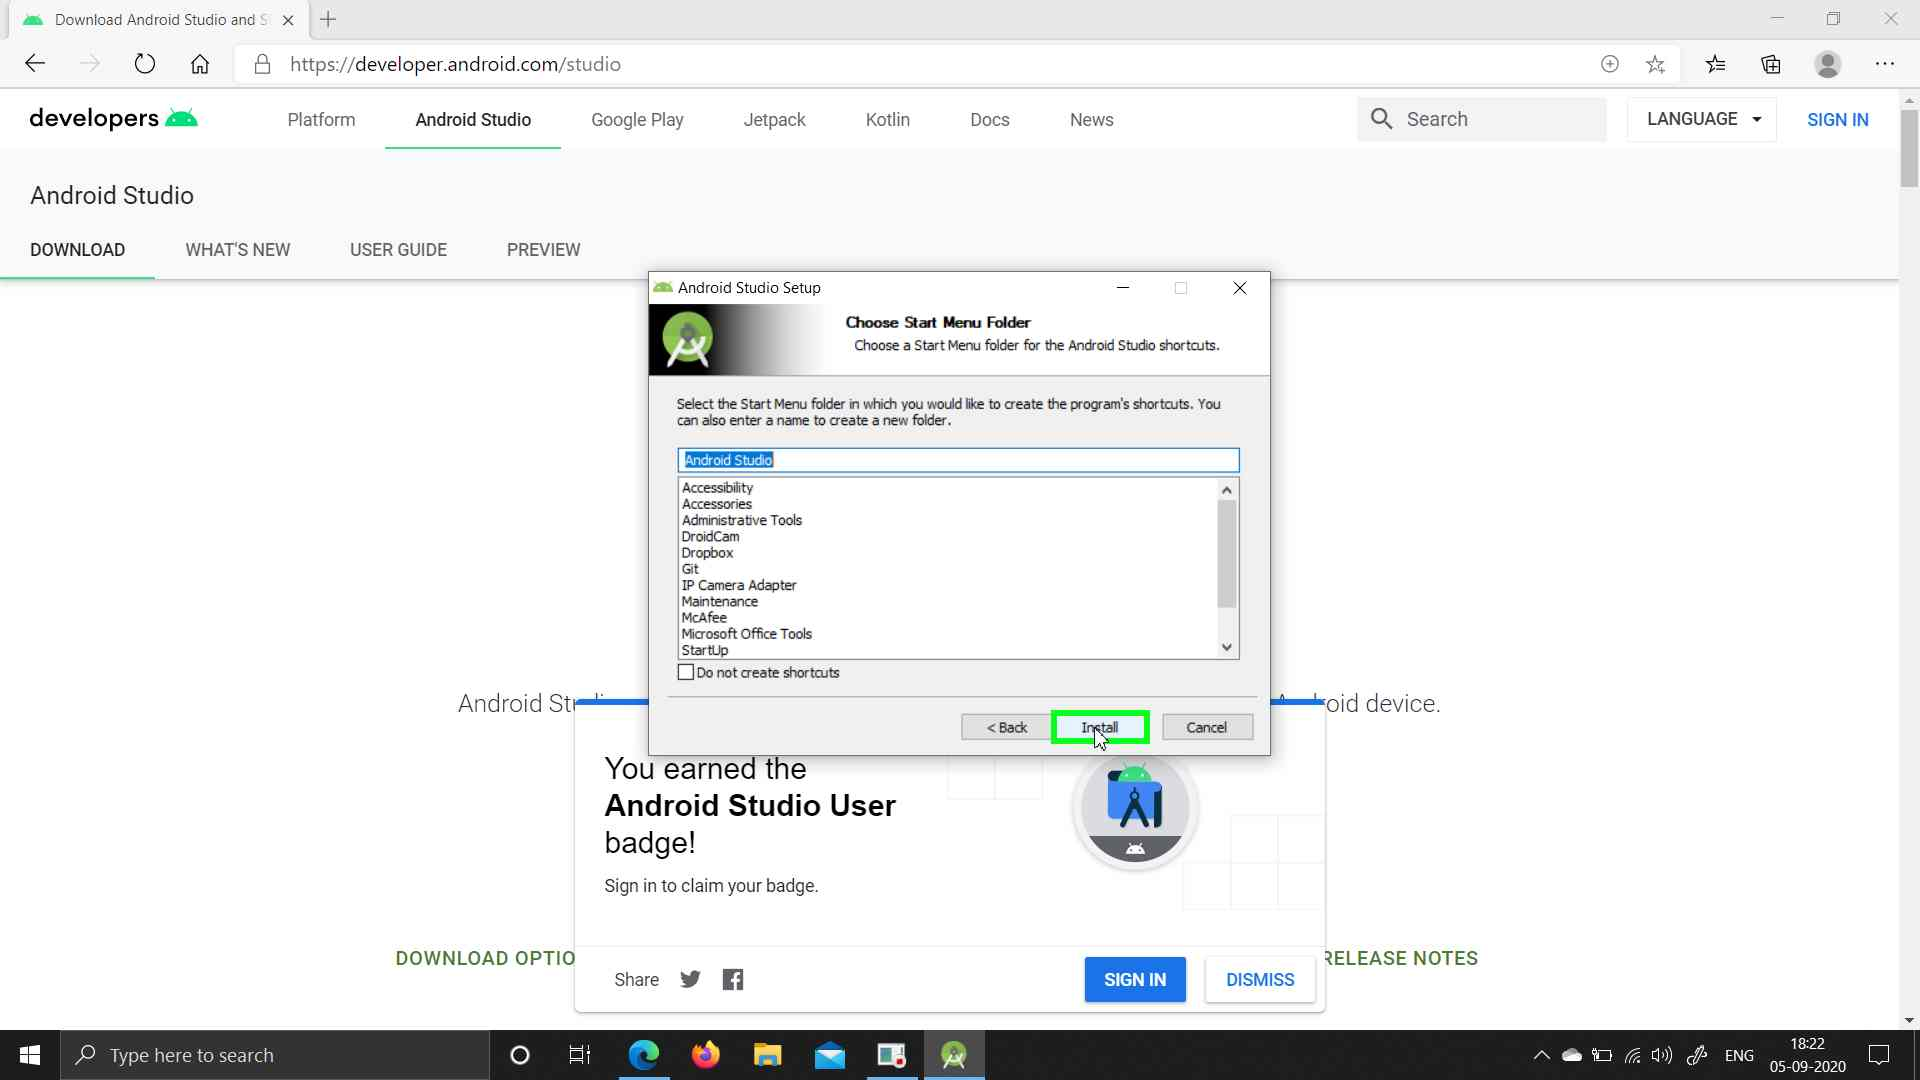 Download Android Studio and S
https://developer.android.com/studio
developers
Platform
Android Studio
Google Play
Jetpack
Kotlin
Docs
News
Search
LANGUAGE
SIGN IN
Android Studio
DOWNLOAD
WHAT'S NEW
USER GUIDE
PREVIEW
Android Studio Setup
Choose Start Menu Folder
Choose a Start Menu folder for the Android Studio shortcuts.
Select the Start Menu folder in which you would like to create the program's shortcuts. You
can also enter a name to create a new folder.
Android Studio
Accessibility
Accessories
Administrative Tools
DroidCam
Dropbox
Git
IP Camera Adapter
Maintenance
McAfee
Microsoft Office Tools
StartUp
Do not create shortcuts
< Back
Install
Cancel
Android
device.
You earned the
Android Studio User
badge!
Sign in to claim your badge.
DOWNLOAD OPTIO
RELEASE NOTES
Share
SIGN IN
DISMISS
Type here to search
ENG
18:22
05-09-2020